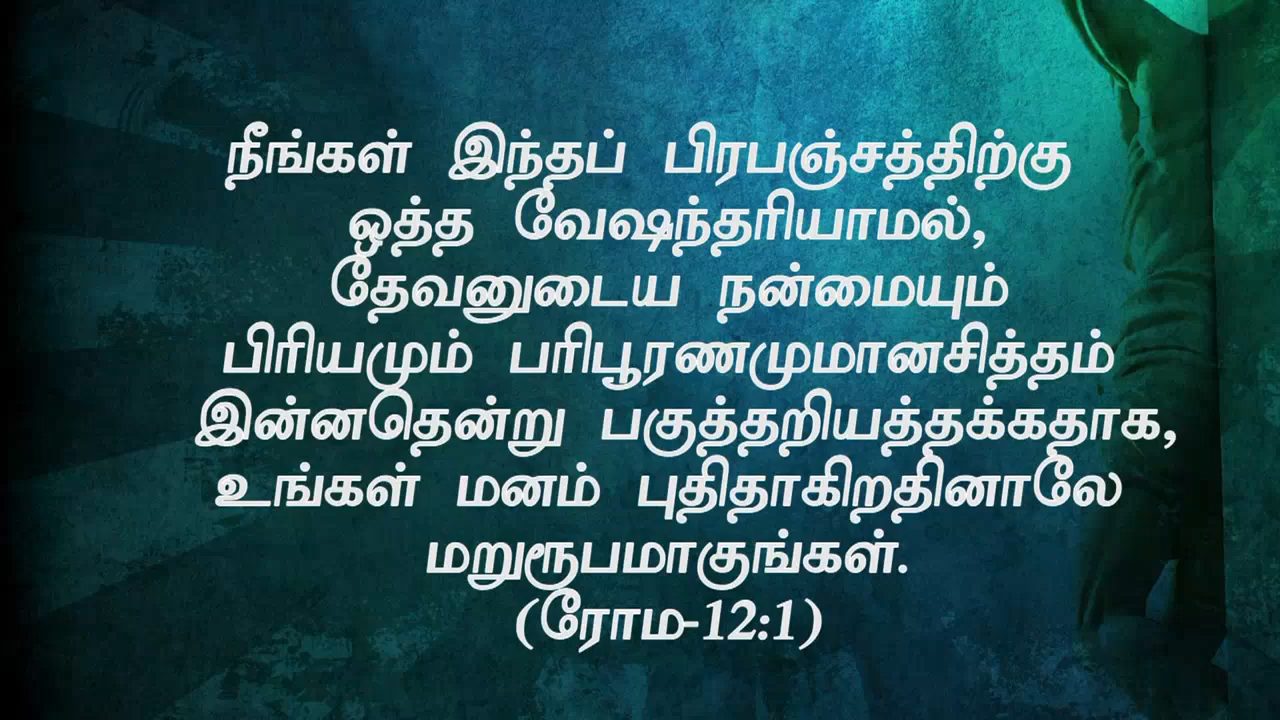 நீங்கள் இந்தப் பிரபஞ்சத்திற்கு
ஒத்த வேஷந்தரியாமல்,
தேவனுடைய நன்மையும்
பிரியமும் பரிபூரணமுமானசித்தம்
இன்னதென்று பகுத்தறியத்தக்கதாக,
உங்கள் மனம் புதிதாகிறதினாலே
மறுரூபமாகுங்கள்.
(ரோம-12:1)